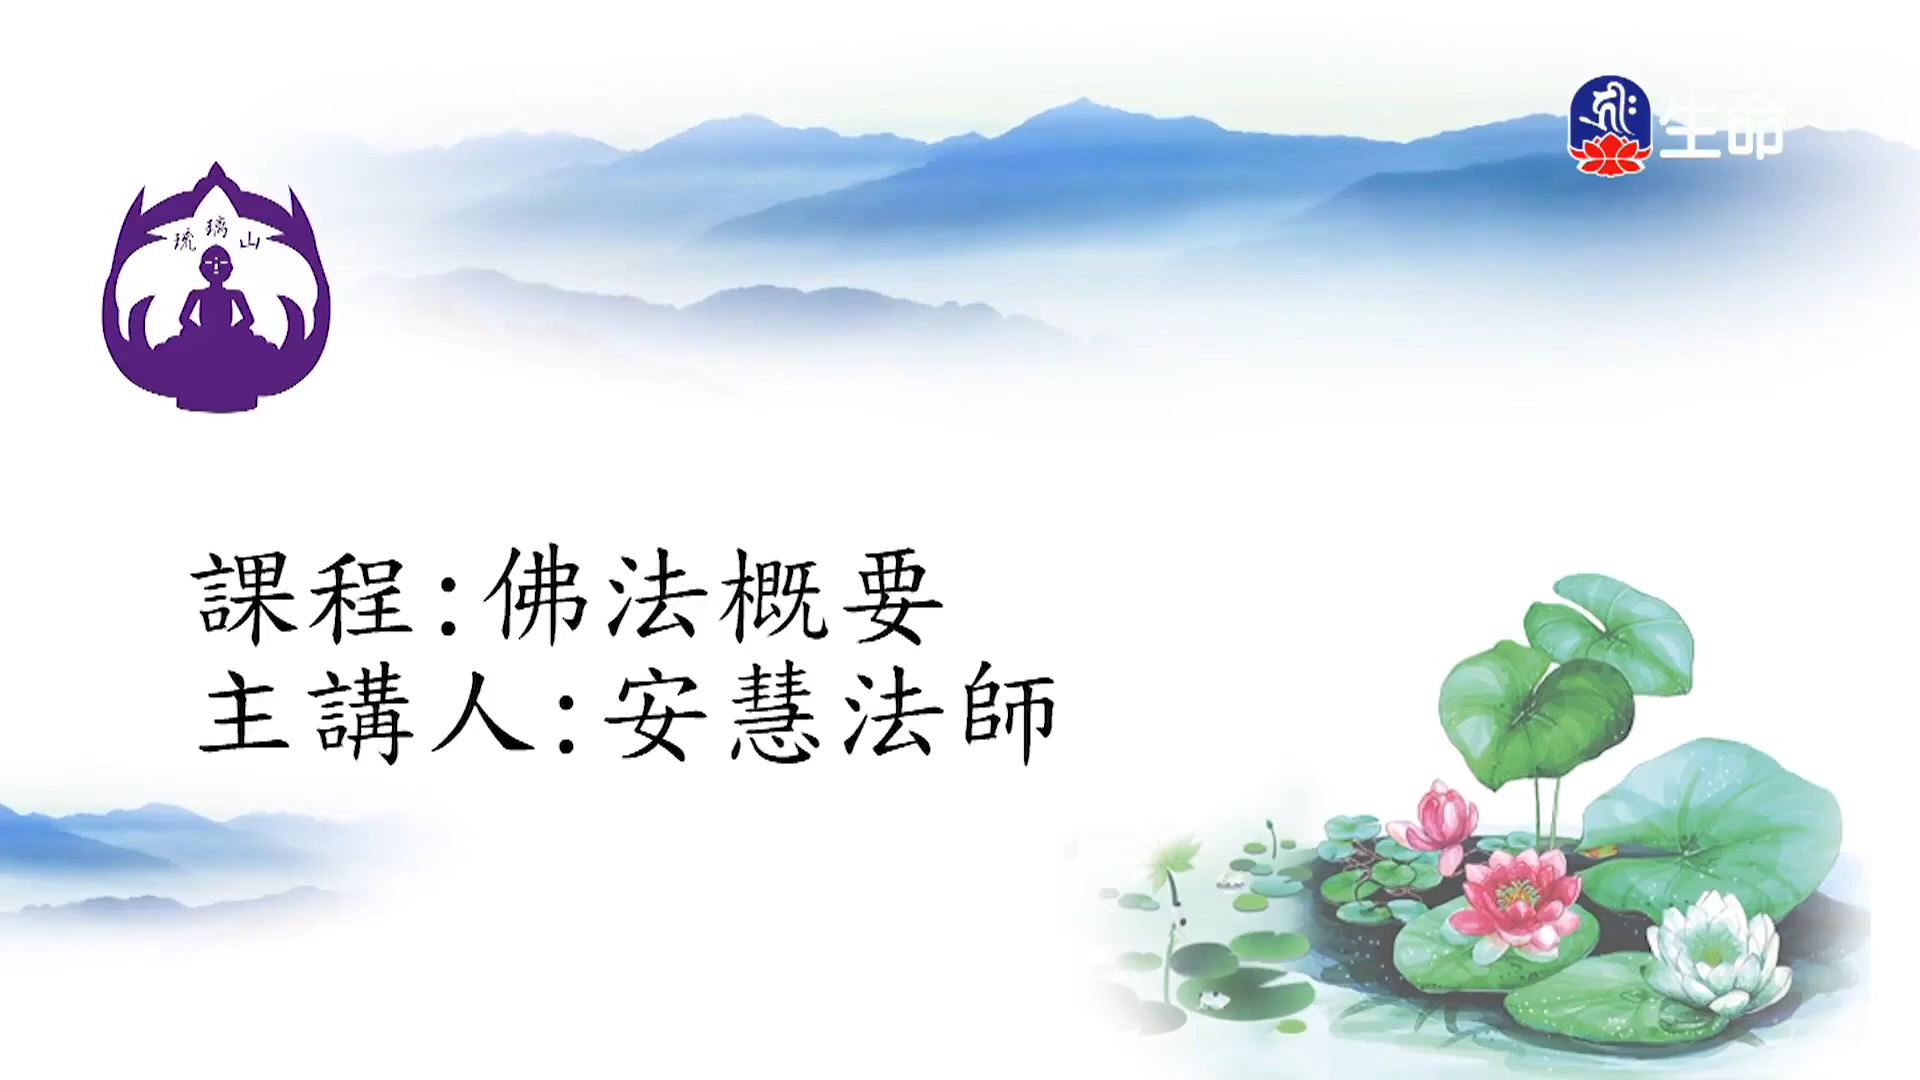 生命
琉璃山
課程:佛法概要
主講人:安慧法師